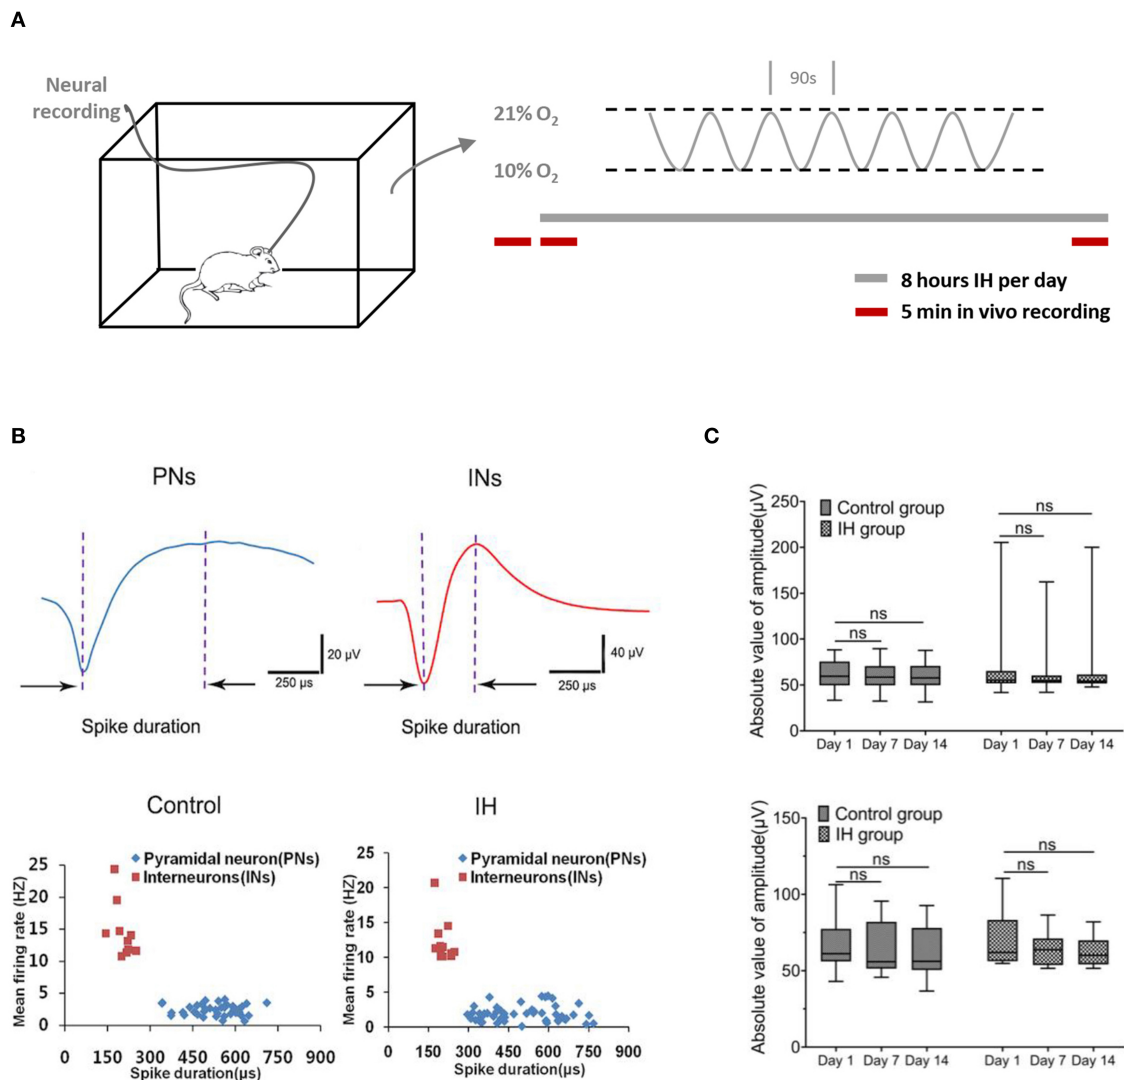 A
Neural
recording
90s
21% O2
10% O2
8 hours IH per day
5 min in vivo recording
B
PNs
INs
20 µV
250 µs
40 µV
250 µs
Spike duration
Spike duration
Control
IH
Pyramidal neuron(PNs)
Interneurons(INs)
Mean firing rate (HZ)
25
20
15
10
5
0
0 150 300 450 600 750 900
Spike duration(µs)
Pyramidal neuron(PNs)
Interneurons(INs)
Mean firing rate (HZ)
25
20
15
10
5
0
0 150 300 450 600 750 900
Spike duration(µs)
C
Absolute value of amplitude(µV)
250
200
150
100
50
0
Control group
IH group
ns
ns
ns
ns
Day 1 Day 7 Day 14 Day 1 Day 7 Day 14
Absolute value of amplitude(µV)
150
100
50
0
Control group
IH group
ns
ns
ns
ns
Day 1 Day 7 Day 14 Day 1 Day 7 Day 14